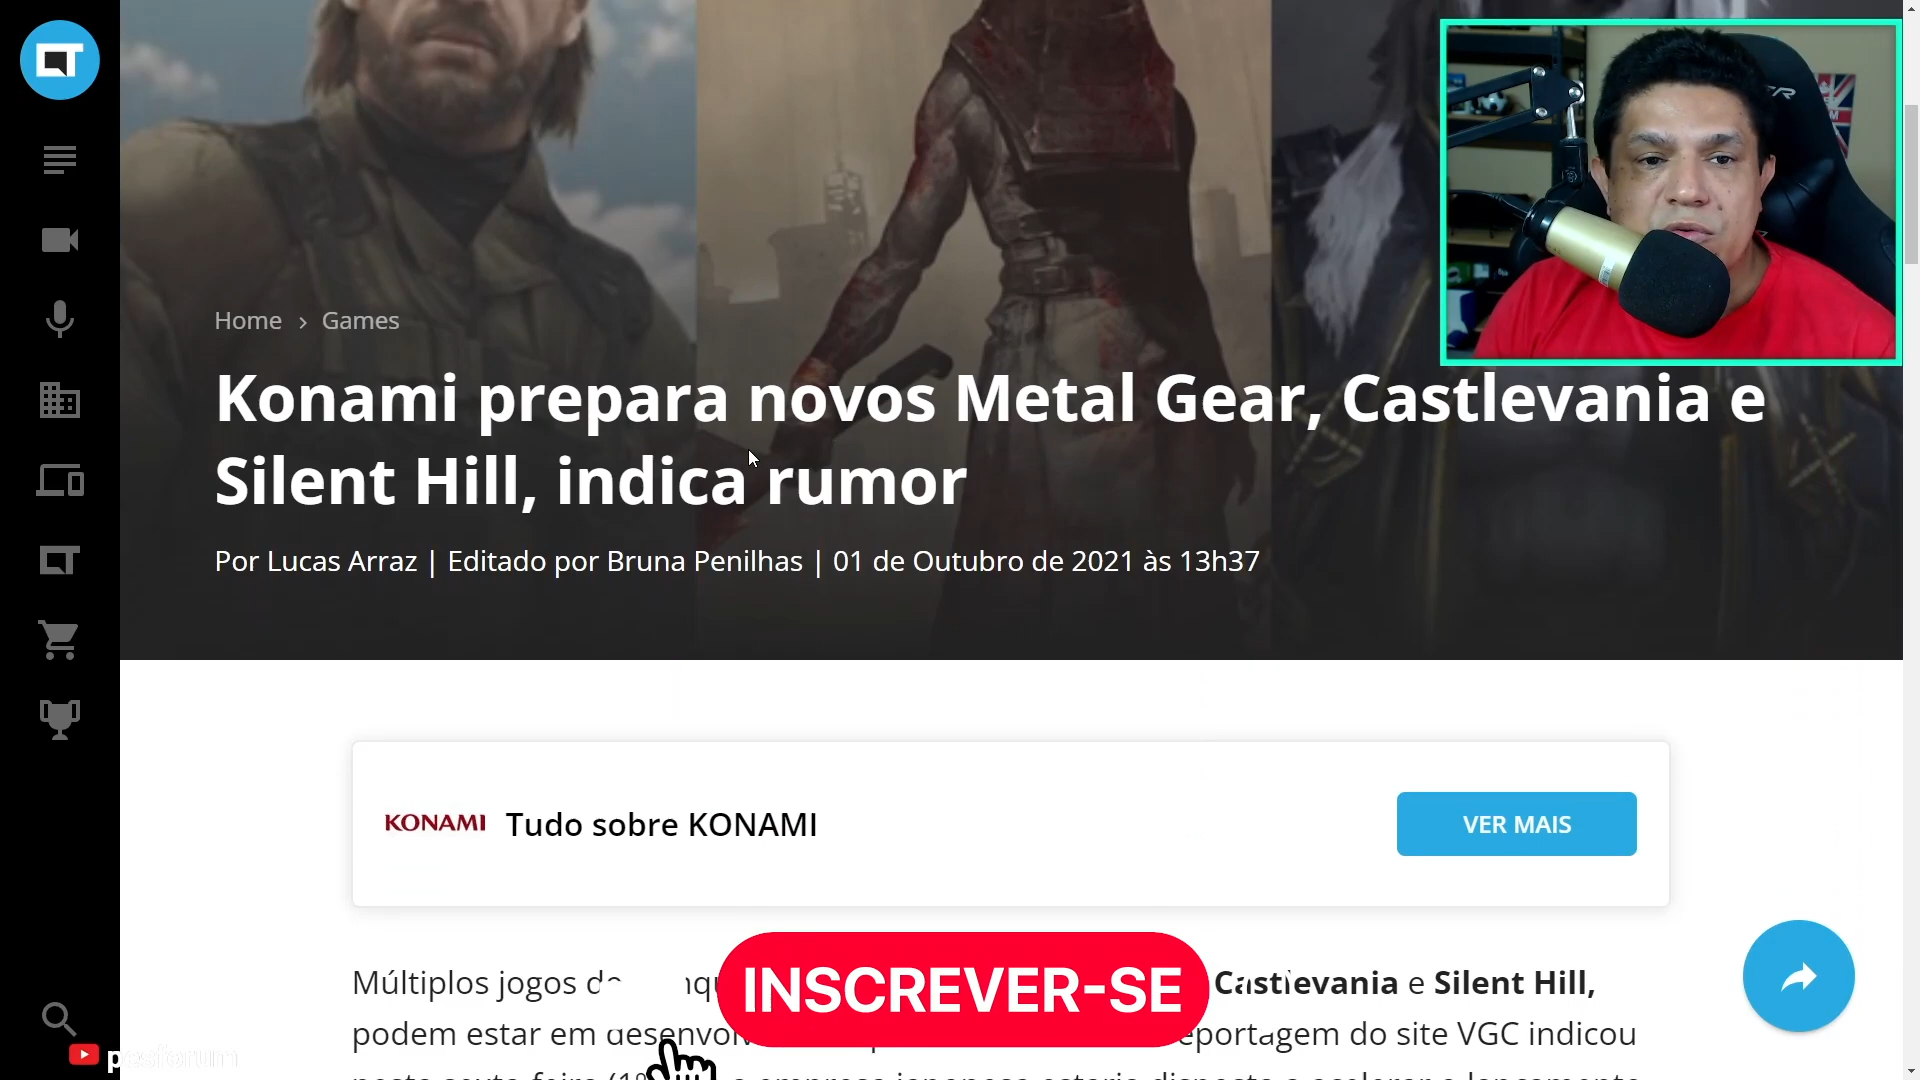 Home › Games
Konami prepara novos Metal Gear, Castlevania e
Silent Hill, indica rumor
Por Lucas Arraz | Editado por Bruna Penilhas | 01 de Outubro de 2021 às 13h37
KONAMI Tudo sobre KONAMI
VER MAIS
Múltiplos jogos Castlevania e Silent Hill,
INSCREVER-SE
podem estar em do site VGC indicou